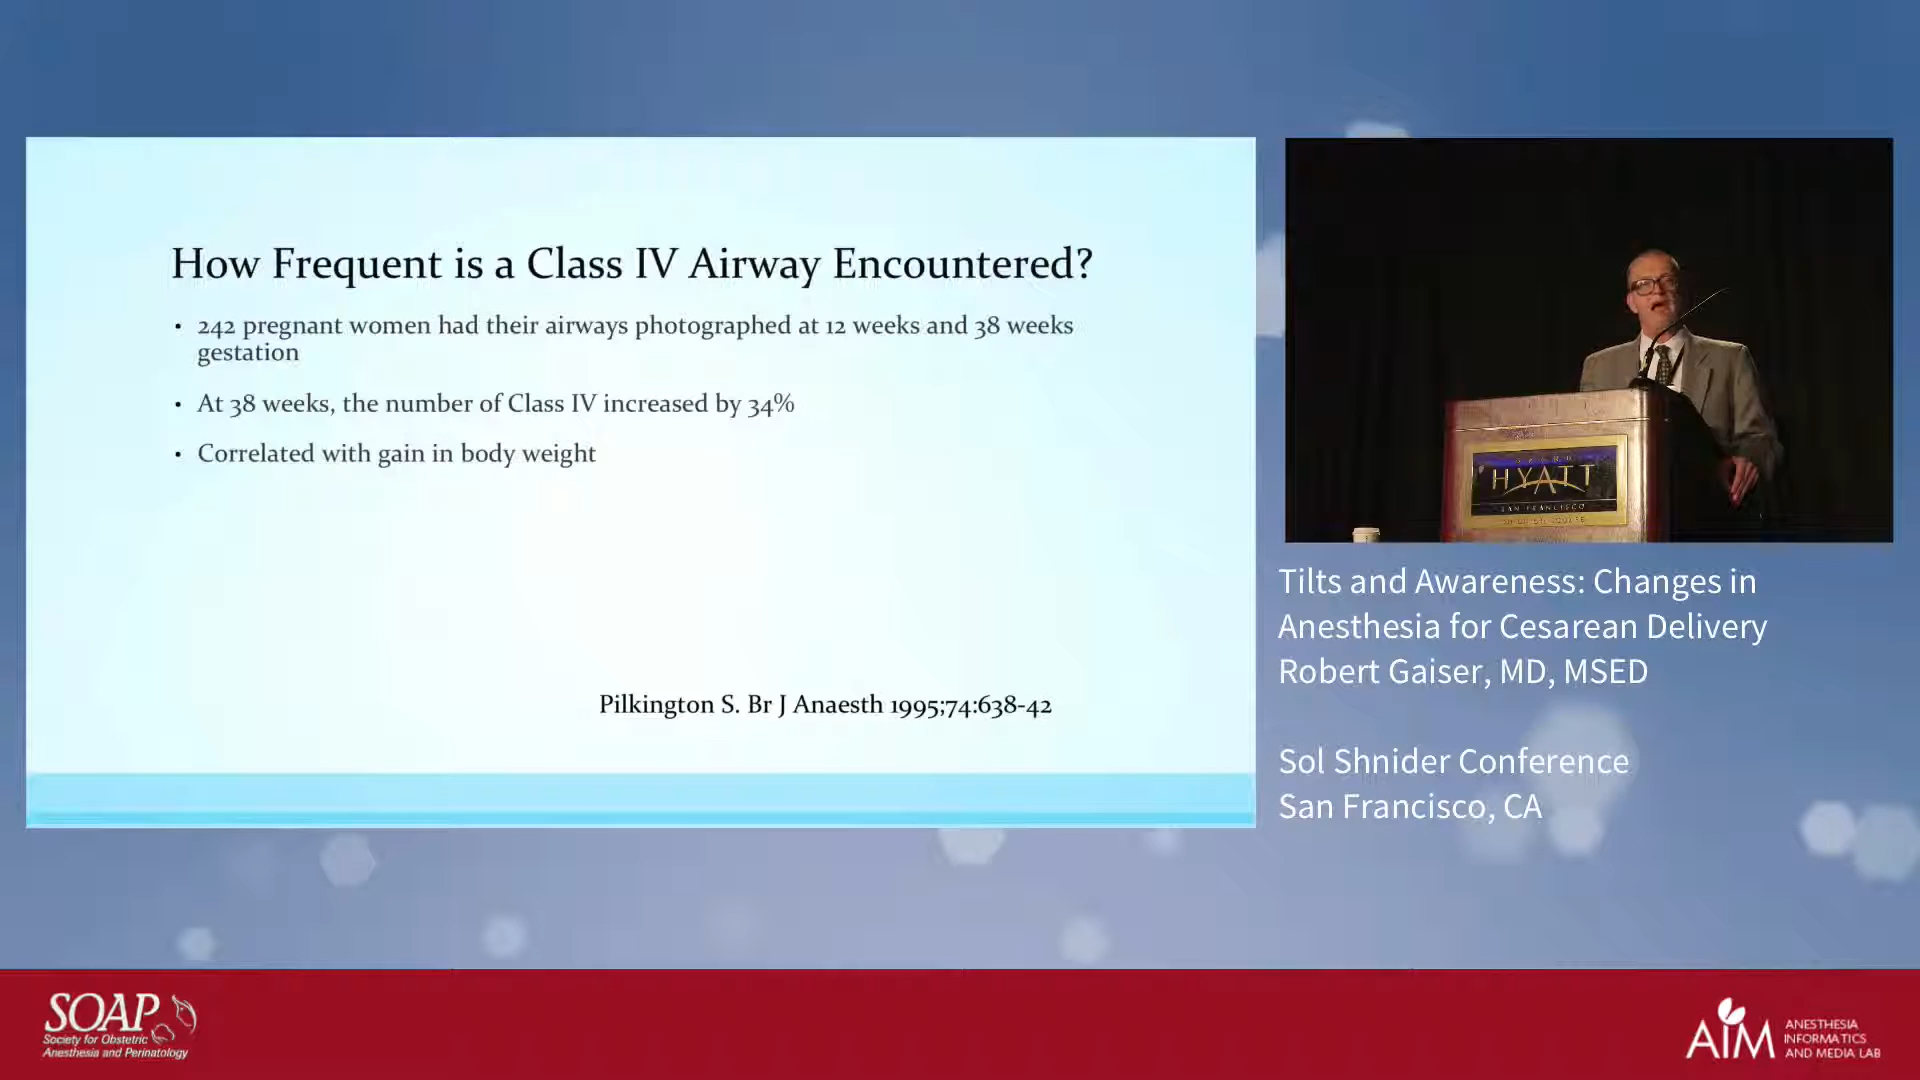 How Frequent is a Class IV Airway Encountered?
• 242 pregnant women had their airways photographed at 12 weeks and 38 weeks
gestation
• At 38 weeks, the number of Class IV increased by 34%
• Correlated with gain in body weight
Pilkington S. Br J Anaesth 1995;74:638-42
GRAND
HYATT
SAN FRANCISCO
Tilts and Awareness: Changes in
Anesthesia for Cesarean Delivery
Robert Gaiser, MD, MSED
Sol Shnider Conference
San Francisco, CA
SOAP
Society for Obstetric
Anesthesia and Perinatology
AIM
ANESTHESIA
INFORMATICS
AND MEDIA LAB